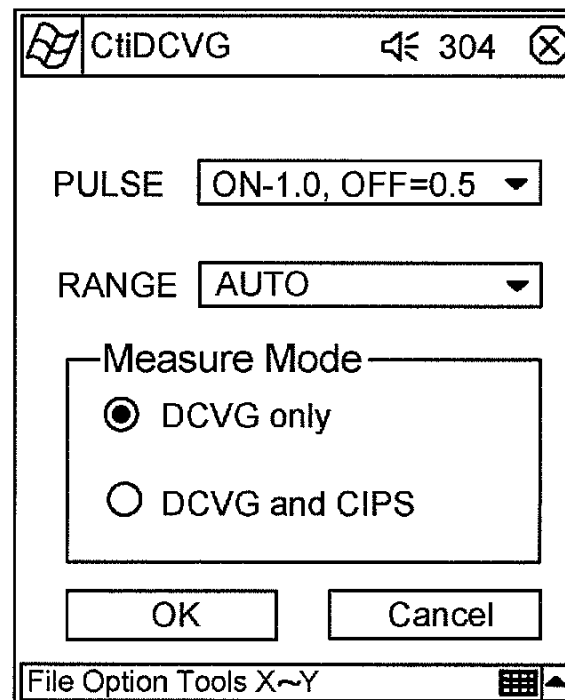 CtiDCVG 304
PULSE ON-1.0, OFF=0.5
RANGE AUTO
Measure Mode
DCVG only
DCVG and CIPS
OK Cancel
File Option Tools X~Y